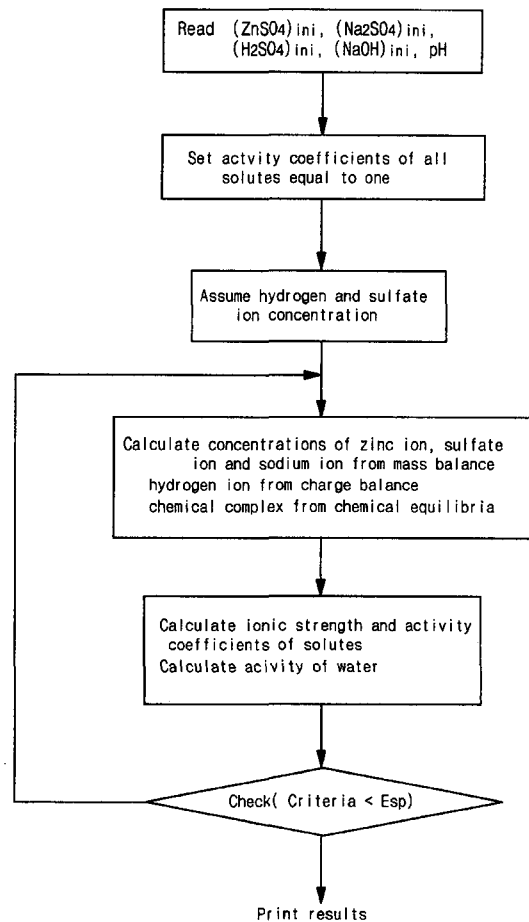 Read (ZnSO4)ini, (Na2SO4)ini,
(H2SO4)ini, (NaOH)ini, pH
Set actvity coefficients of all
solutes equal to one
Assume hydrogen and sulfate
ion concentration
Calculate concentrations of zinc ion, sulfate
ion and sodium ion from mass balance
hydrogen ion from charge balance
chemical complex from chemical equilibria
Calculate ionic strength and activity
coefficients of solutes
Calculate acivity of water
Check( Criteria < Esp)
Print results